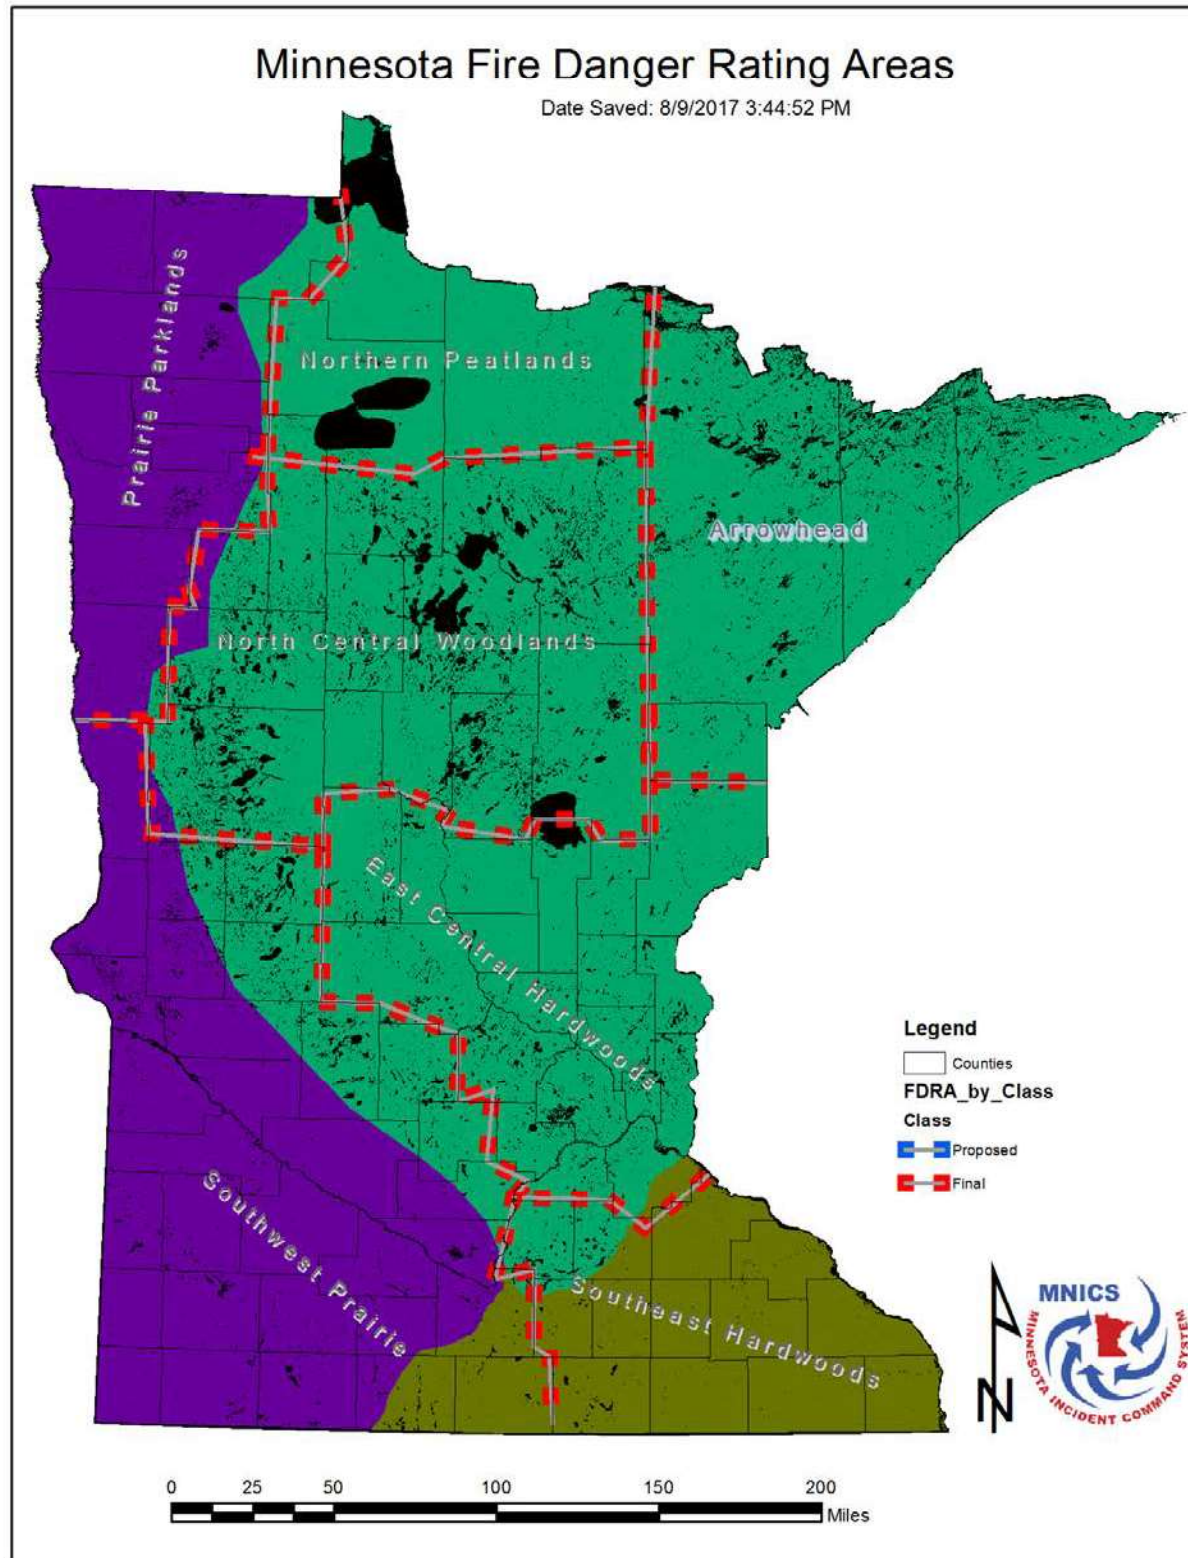 Minnesota Fire Danger Rating Areas
Date Saved: 8/9/2017 3:44:52 PM
Prairie Parklands
Northern Peatlands
Arrowhead
North Central Woodlands
East Central Hardwoods
Southwest Prairie
Southeast Hardwoods
Legend
Counties
FDRA_by_Class
Class
Proposed
Final
N
MNICS
MINNESOTA INCIDENT COMMAND SYSTEM
0 25 50 100 150 200
Miles